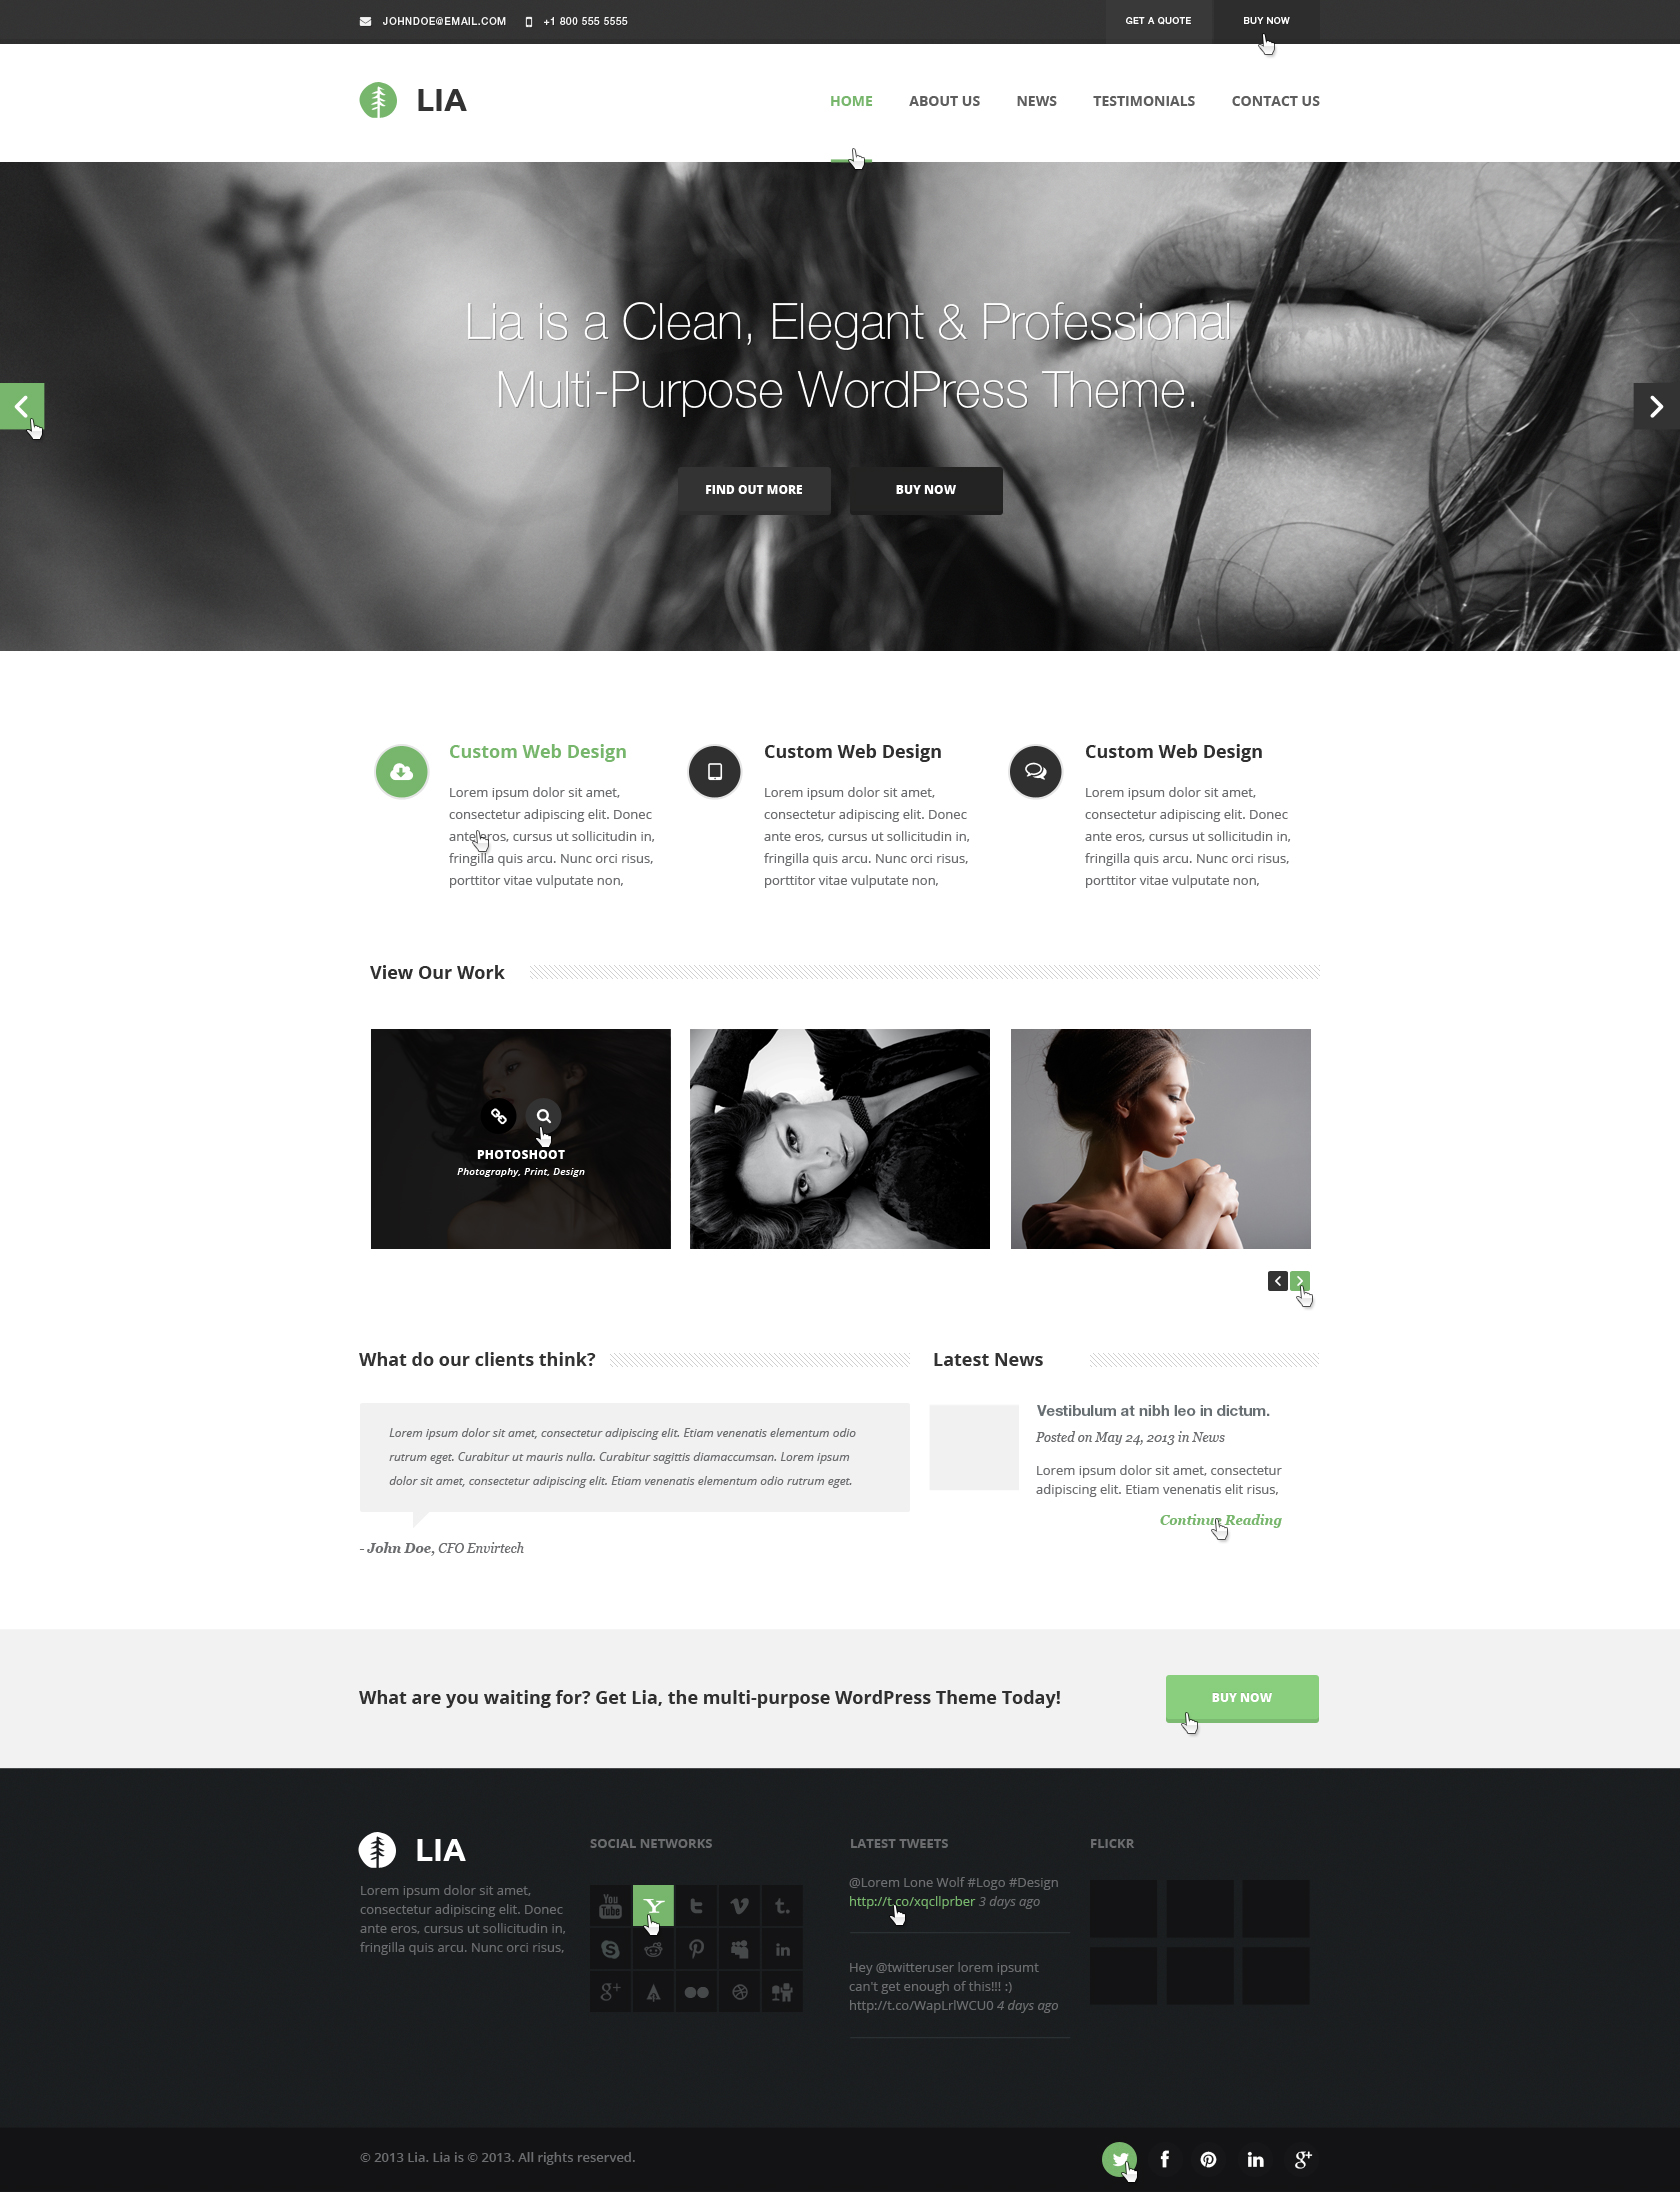 JOHNDOE@EMAIL.COM +1 800 555 5555 GET A QUOTE BUY NOW
LIA HOME ABOUT US NEWS TESTIMONIALS CONTACT US
Lia is a Clean, Elegant & Professional
Multi-Purpose WordPress Theme.
FIND OUT MORE BUY NOW
Custom Web Design
Lorem ipsum dolor sit amet,
consectetur adipiscing elit. Donec
ante eros, cursus ut sollicitudin in,
fringilla quis arcu. Nunc orci risus,
porttitor vitae vulputate non,
Custom Web Design
Lorem ipsum dolor sit amet,
consectetur adipiscing elit. Donec
ante eros, cursus ut sollicitudin in,
fringilla quis arcu. Nunc orci risus,
porttitor vitae vulputate non,
Custom Web Design
Lorem ipsum dolor sit amet,
consectetur adipiscing elit. Donec
ante eros, cursus ut sollicitudin in,
fringilla quis arcu. Nunc orci risus,
porttitor vitae vulputate non,
View Our Work
PHOTOSHOOT
Photography, Print, Design
What do our clients think?
Lorem ipsum dolor sit amet, consectetur adipiscing elit. Etiam venenatis elementum odio
rutrum eget. Curabitur ut mauris nulla. Curabitur sagittis diamaccumsan. Lorem ipsum
dolor sit amet, consectetur adipiscing elit. Etiam venenatis elementum odio rutrum eget.
- John Doe, CFO Envirtech
Latest News
Vestibulum at nibh leo in dictum.
Posted on May 24, 2013 in News
Lorem ipsum dolor sit amet, consectetur
adipiscing elit. Etiam venenatis elit risus,
Continue Reading
What are you waiting for? Get Lia, the multi-purpose WordPress Theme Today!
BUY NOW
LIA
Lorem ipsum dolor sit amet,
consectetur adipiscing elit. Donec
ante eros, cursus ut sollicitudin in,
fringilla quis arcu. Nunc orci risus,
SOCIAL NETWORKS
You
Tube
LATEST TWEETS
@Lorem Lone Wolf #Logo #Design
http://t.co/xqcllprber 3 days ago
Hey @twitteruser lorem ipsumt
can't get enough of this!!! :)
http://t.co/WapLrlWCU0 4 days ago
FLICKR
© 2013 Lia. Lia is © 2013. All rights reserved.